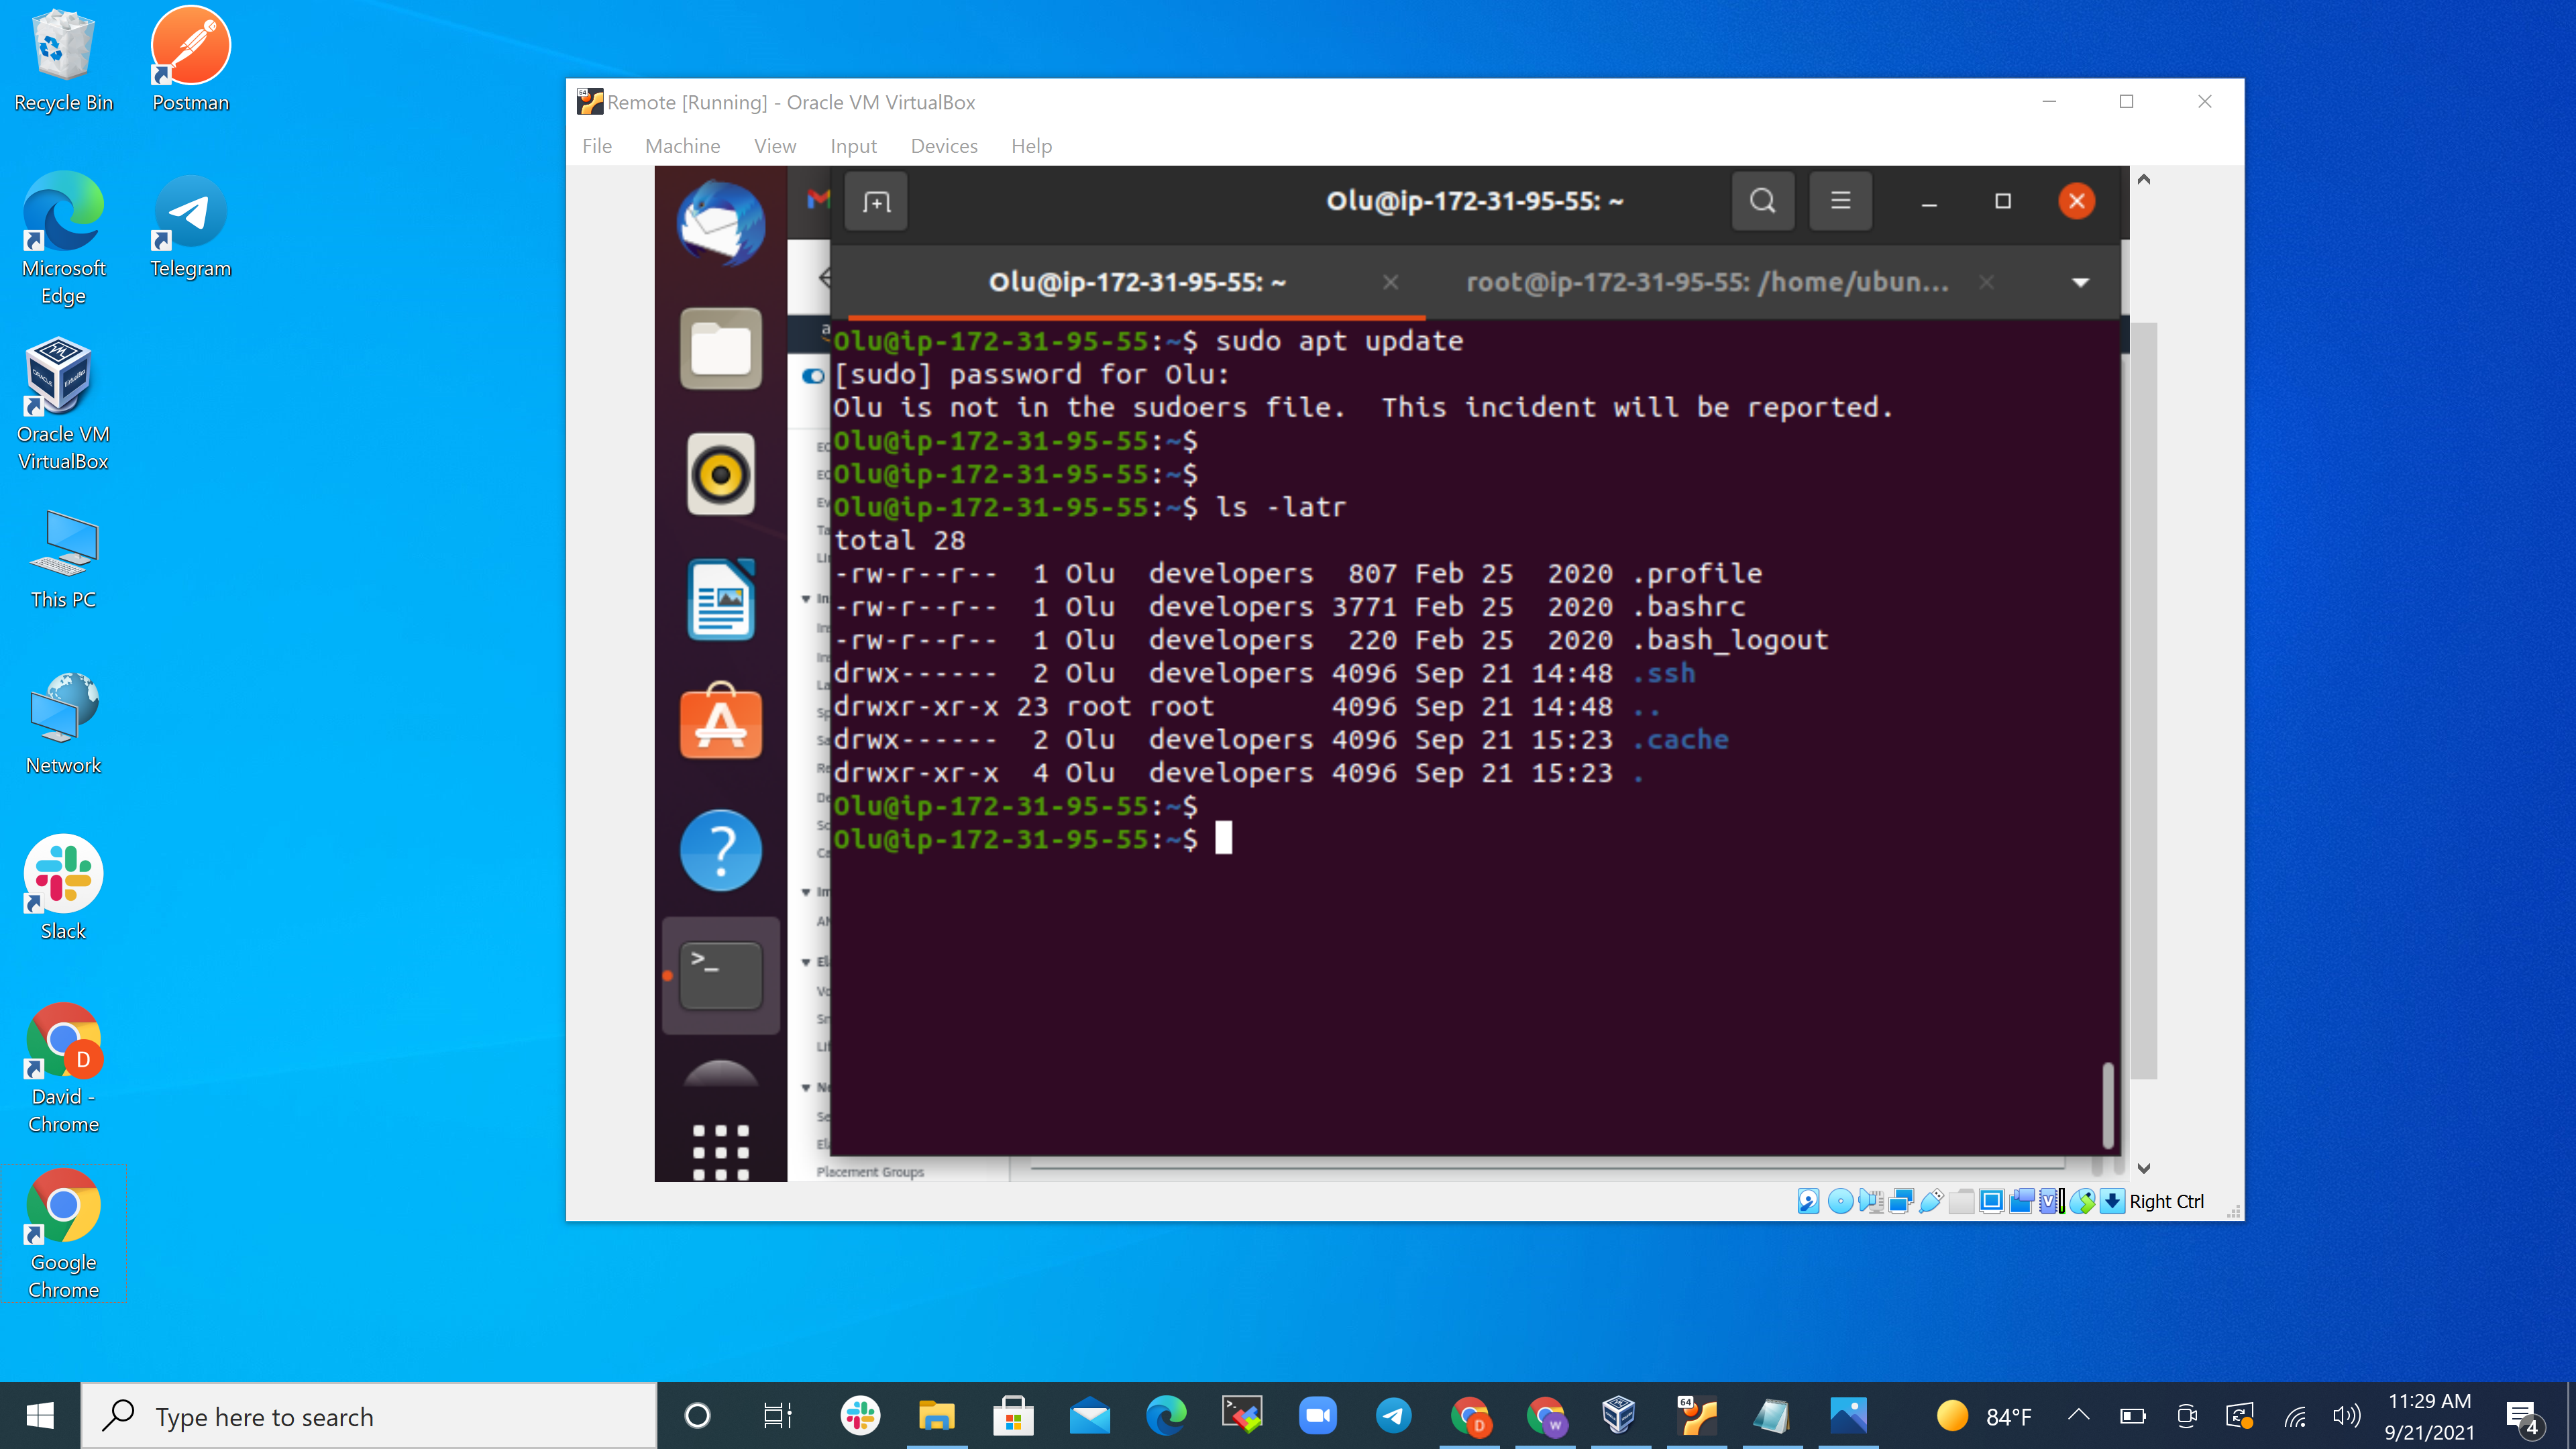 Recycle Bin
Postman
Microsoft
Edge
Telegram
Oracle VM
VirtualBox
This PC
Network
Slack
D
David -
Chrome
Google
Chrome
64
Remote [Running] - Oracle VM VirtualBox
File Machine View Input Devices Help
Olu@ip-172-31-95-55: ~
Olu@ip-172-31-95-55: ~
root@ip-172-31-95-55: /home/ubun...
Olu@ip-172-31-95-55:~$ sudo apt update
[sudo] password for Olu:
Olu is not in the sudoers file.  This incident will be reported.
Olu@ip-172-31-95-55:~$
Olu@ip-172-31-95-55:~$
Olu@ip-172-31-95-55:~$ ls -latr
total 28
-rw-r--r--  1 Olu  developers  807 Feb 25  2020 .profile
-rw-r--r--  1 Olu  developers 3771 Feb 25  2020 .bashrc
-rw-r--r--  1 Olu  developers  220 Feb 25  2020 .bash_logout
drwx------  2 Olu  developers 4096 Sep 21 14:48 .ssh
drwxr-xr-x 23 root root       4096 Sep 21 14:48 ..
drwx------  2 Olu  developers 4096 Sep 21 15:23 .cache
drwxr-xr-x  4 Olu  developers 4096 Sep 21 15:23 .
Olu@ip-172-31-95-55:~$
Olu@ip-172-31-95-55:~$
Placement Groups
Right Ctrl
Type here to search
84°F
11:29 AM
9/21/2021
4